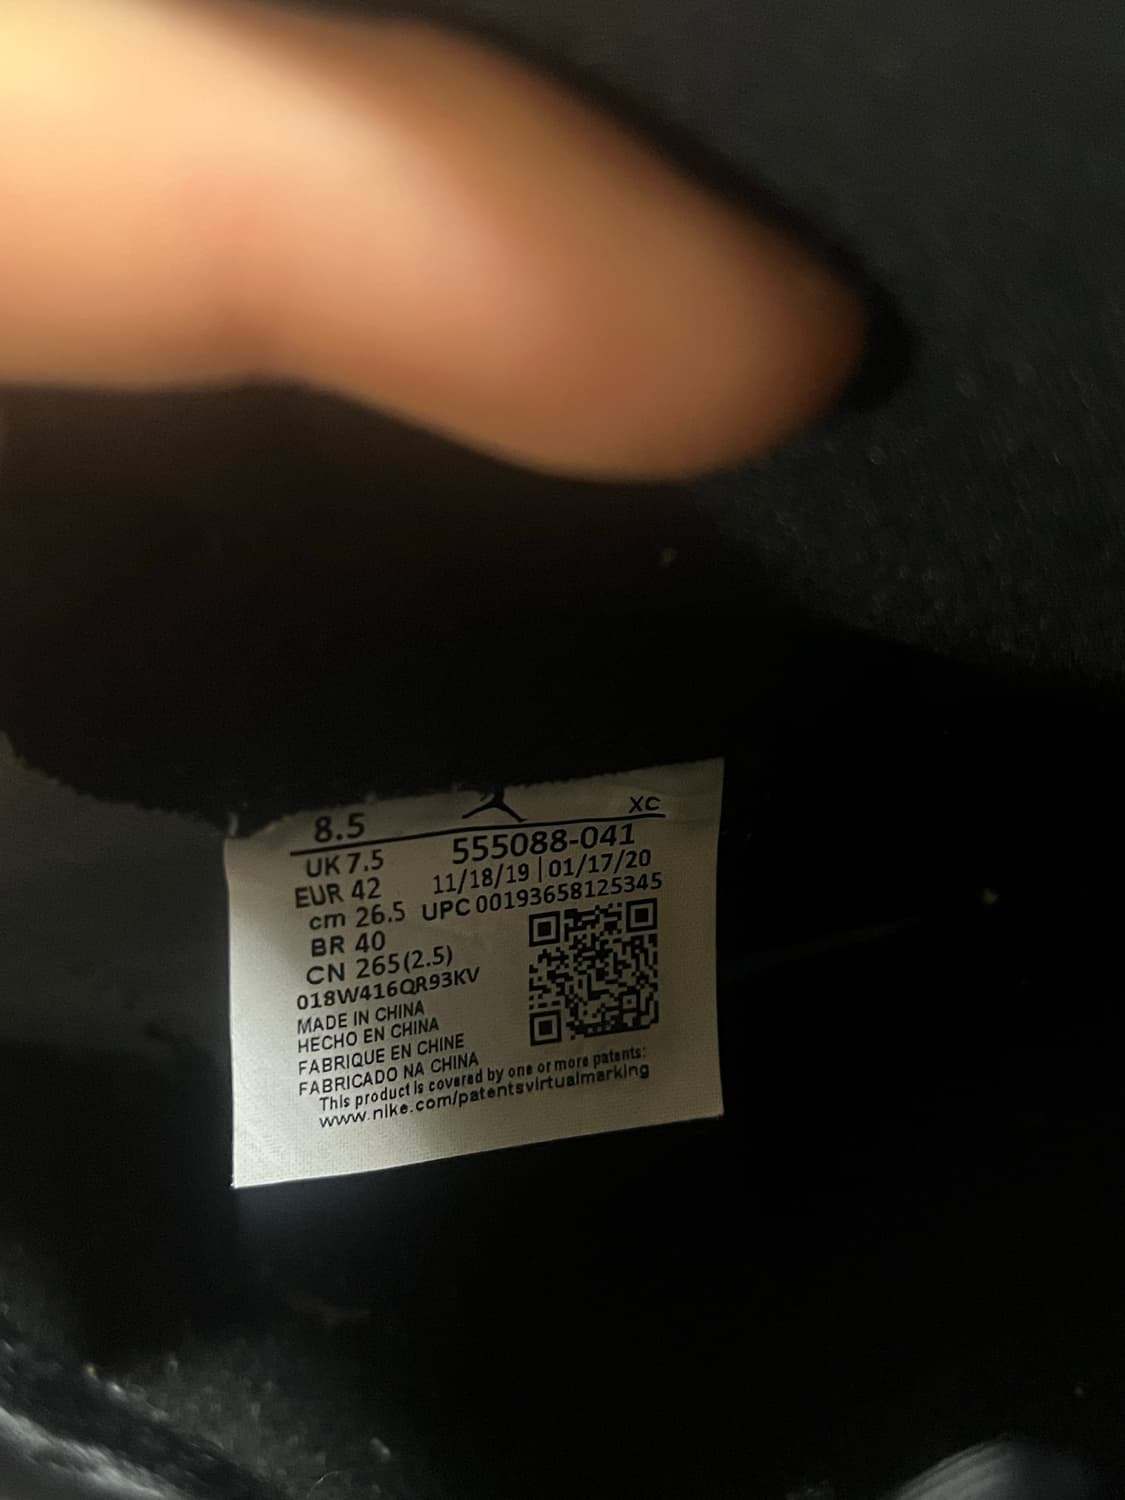 8.5 XC
UK 7.5 555088-041
EUR 42 11/18/19 | 01/17/20
cm 26.5 UPC 00193658125345
BR 40
CN 265(2.5)
018W416QR93KV
MADE IN CHINA
HECHO EN CHINA
FABRIQUE EN CHINE
FABRICADO NA CHINA
This product is covered by one or more patents:
www.nike.com/patentsvirtualmarking